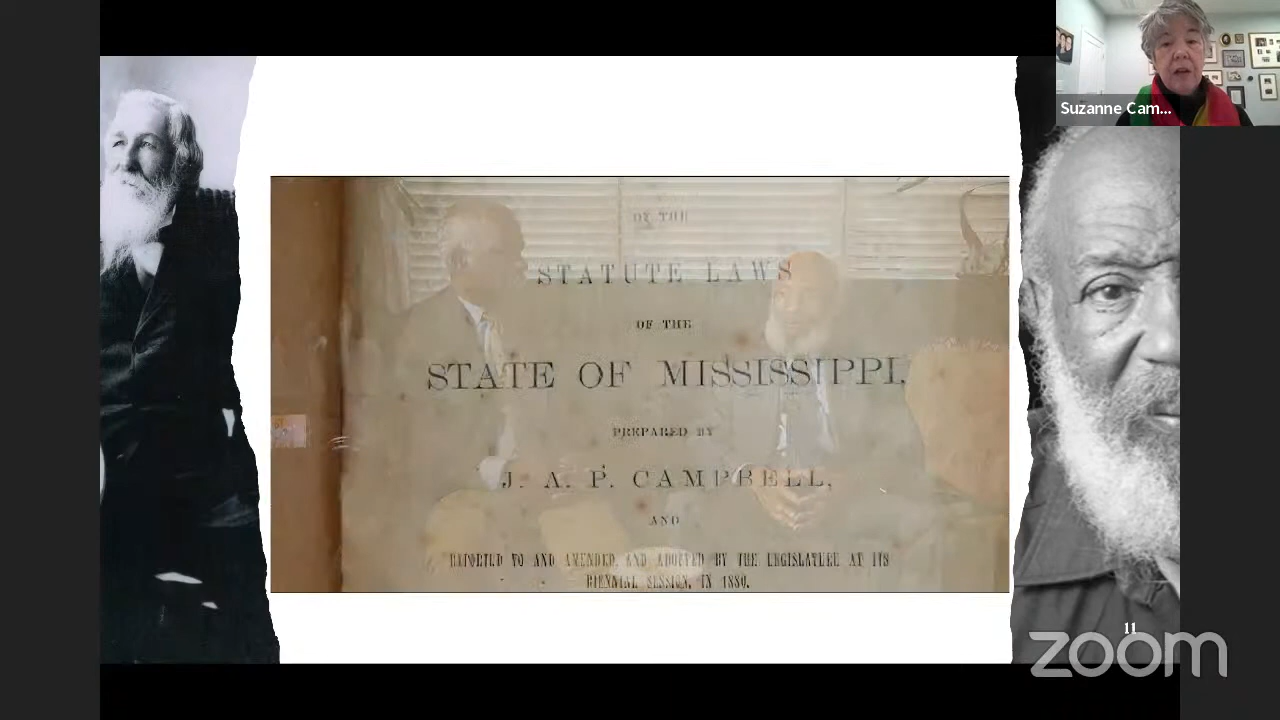 Suzanne Cam...
OF THE
STATUTE LAWS
OF THE
STATE OF MISSISSIPPI,
PREPARED BY
J. A. P. CAMPBELL,
AND
REPORTED TO AND AMENDED, AND ADOPTED BY THE LEGISLATURE AT ITS
BIENNIAL SESSION, IN 1880.
11
zoom